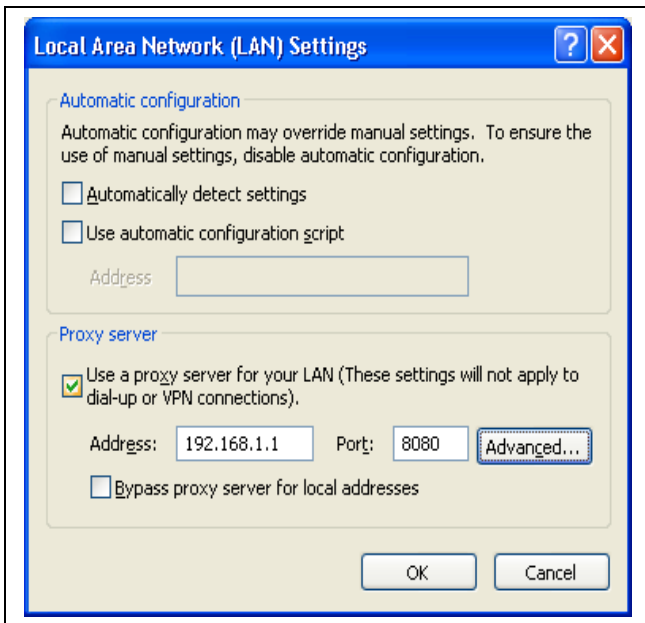 Local Area Network (LAN) Settings
Automatic configuration
Automatic configuration may override manual settings. To ensure the
use of manual settings, disable automatic configuration.
Automatically detect settings
Use automatic configuration script
Address
Proxy server
Use a proxy server for your LAN (These settings will not apply to
dial-up or VPN connections).
Address: 192.168.1.1 Port: 8080 Advanced...
Bypass proxy server for local addresses
OK Cancel